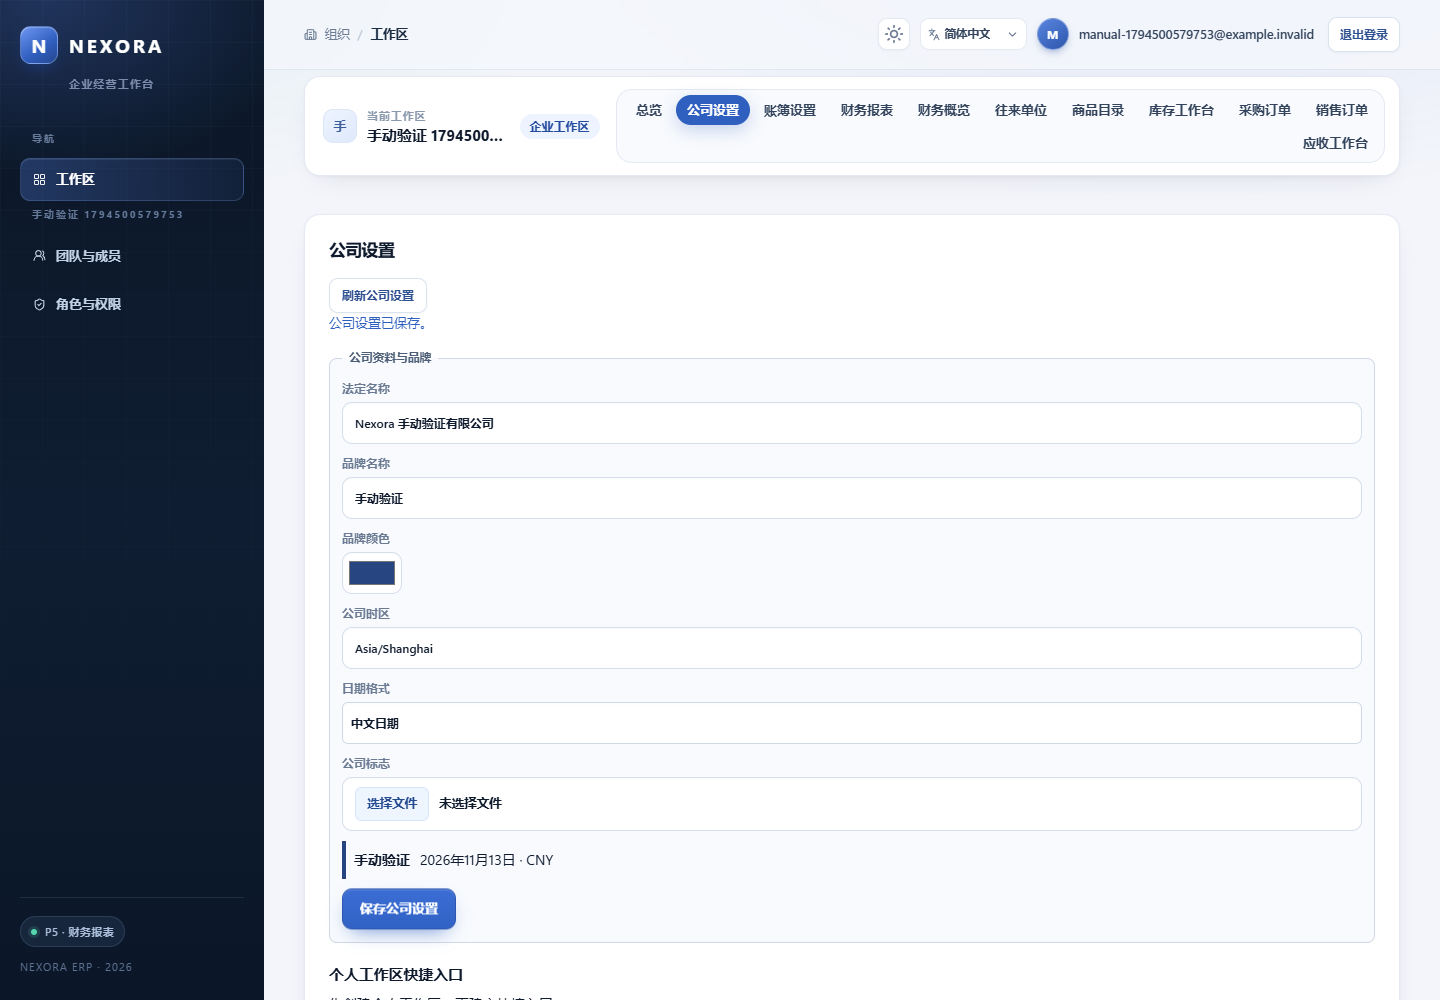 N NEXORA
企业经营工作台
导航
工作区
手动验证 1794500579753
团队与成员
角色与权限
P5 · 财务报表
NEXORA ERP · 2026
组织 / 工作区
简体中文
M manual-1794500579753@example.invalid
退出登录
手
当前工作区
手动验证 1794500...
企业工作区
总览 公司设置 账簿设置 财务报表 财务概览 往来单位 商品目录 库存工作台 采购订单 销售订单
应收工作台
公司设置
刷新公司设置
公司设置已保存。
公司资料与品牌
法定名称
Nexora 手动验证有限公司
品牌名称
手动验证
品牌颜色
公司时区
Asia/Shanghai
日期格式
中文日期
公司标志
选择文件 未选择文件
手动验证 2026年11月13日 · CNY
保存公司设置
个人工作区快捷入口